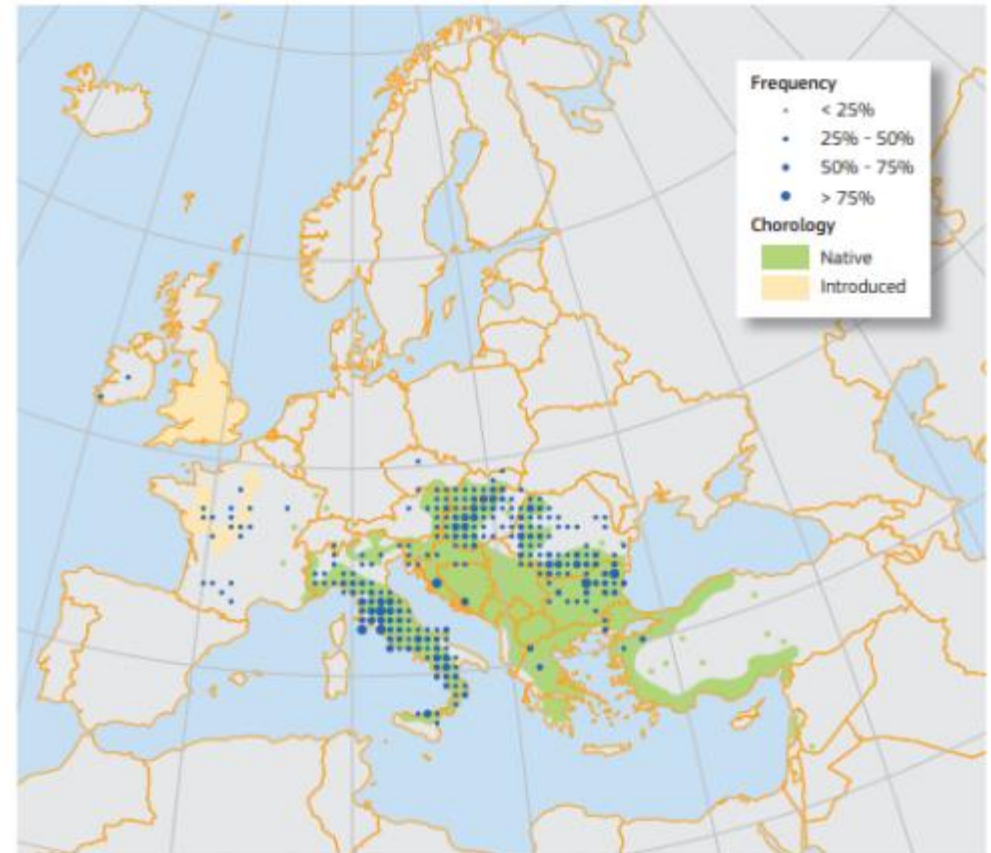 Frequency
< 25%
25% - 50%
50% - 75%
> 75%
Chorology
Native
Introduced